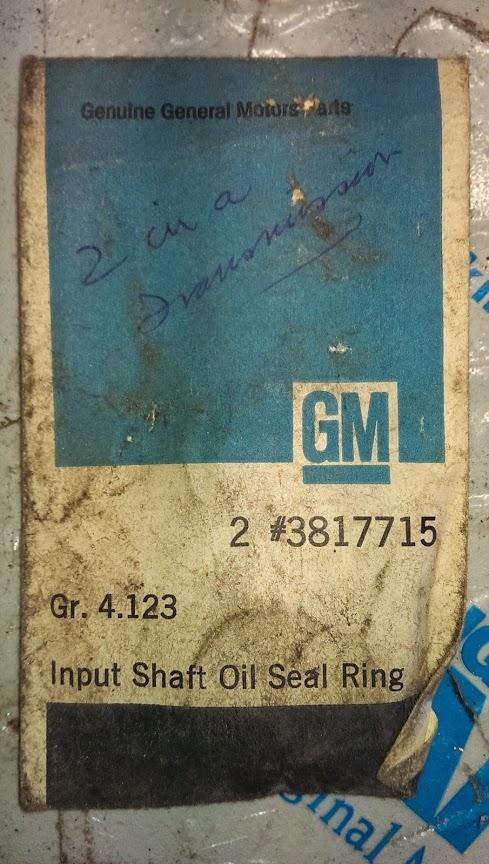 Genuine General Motors Parts
2 in a
transmission
GM
2 #3817715
Gr. 4.123
Input Shaft Oil Seal Ring